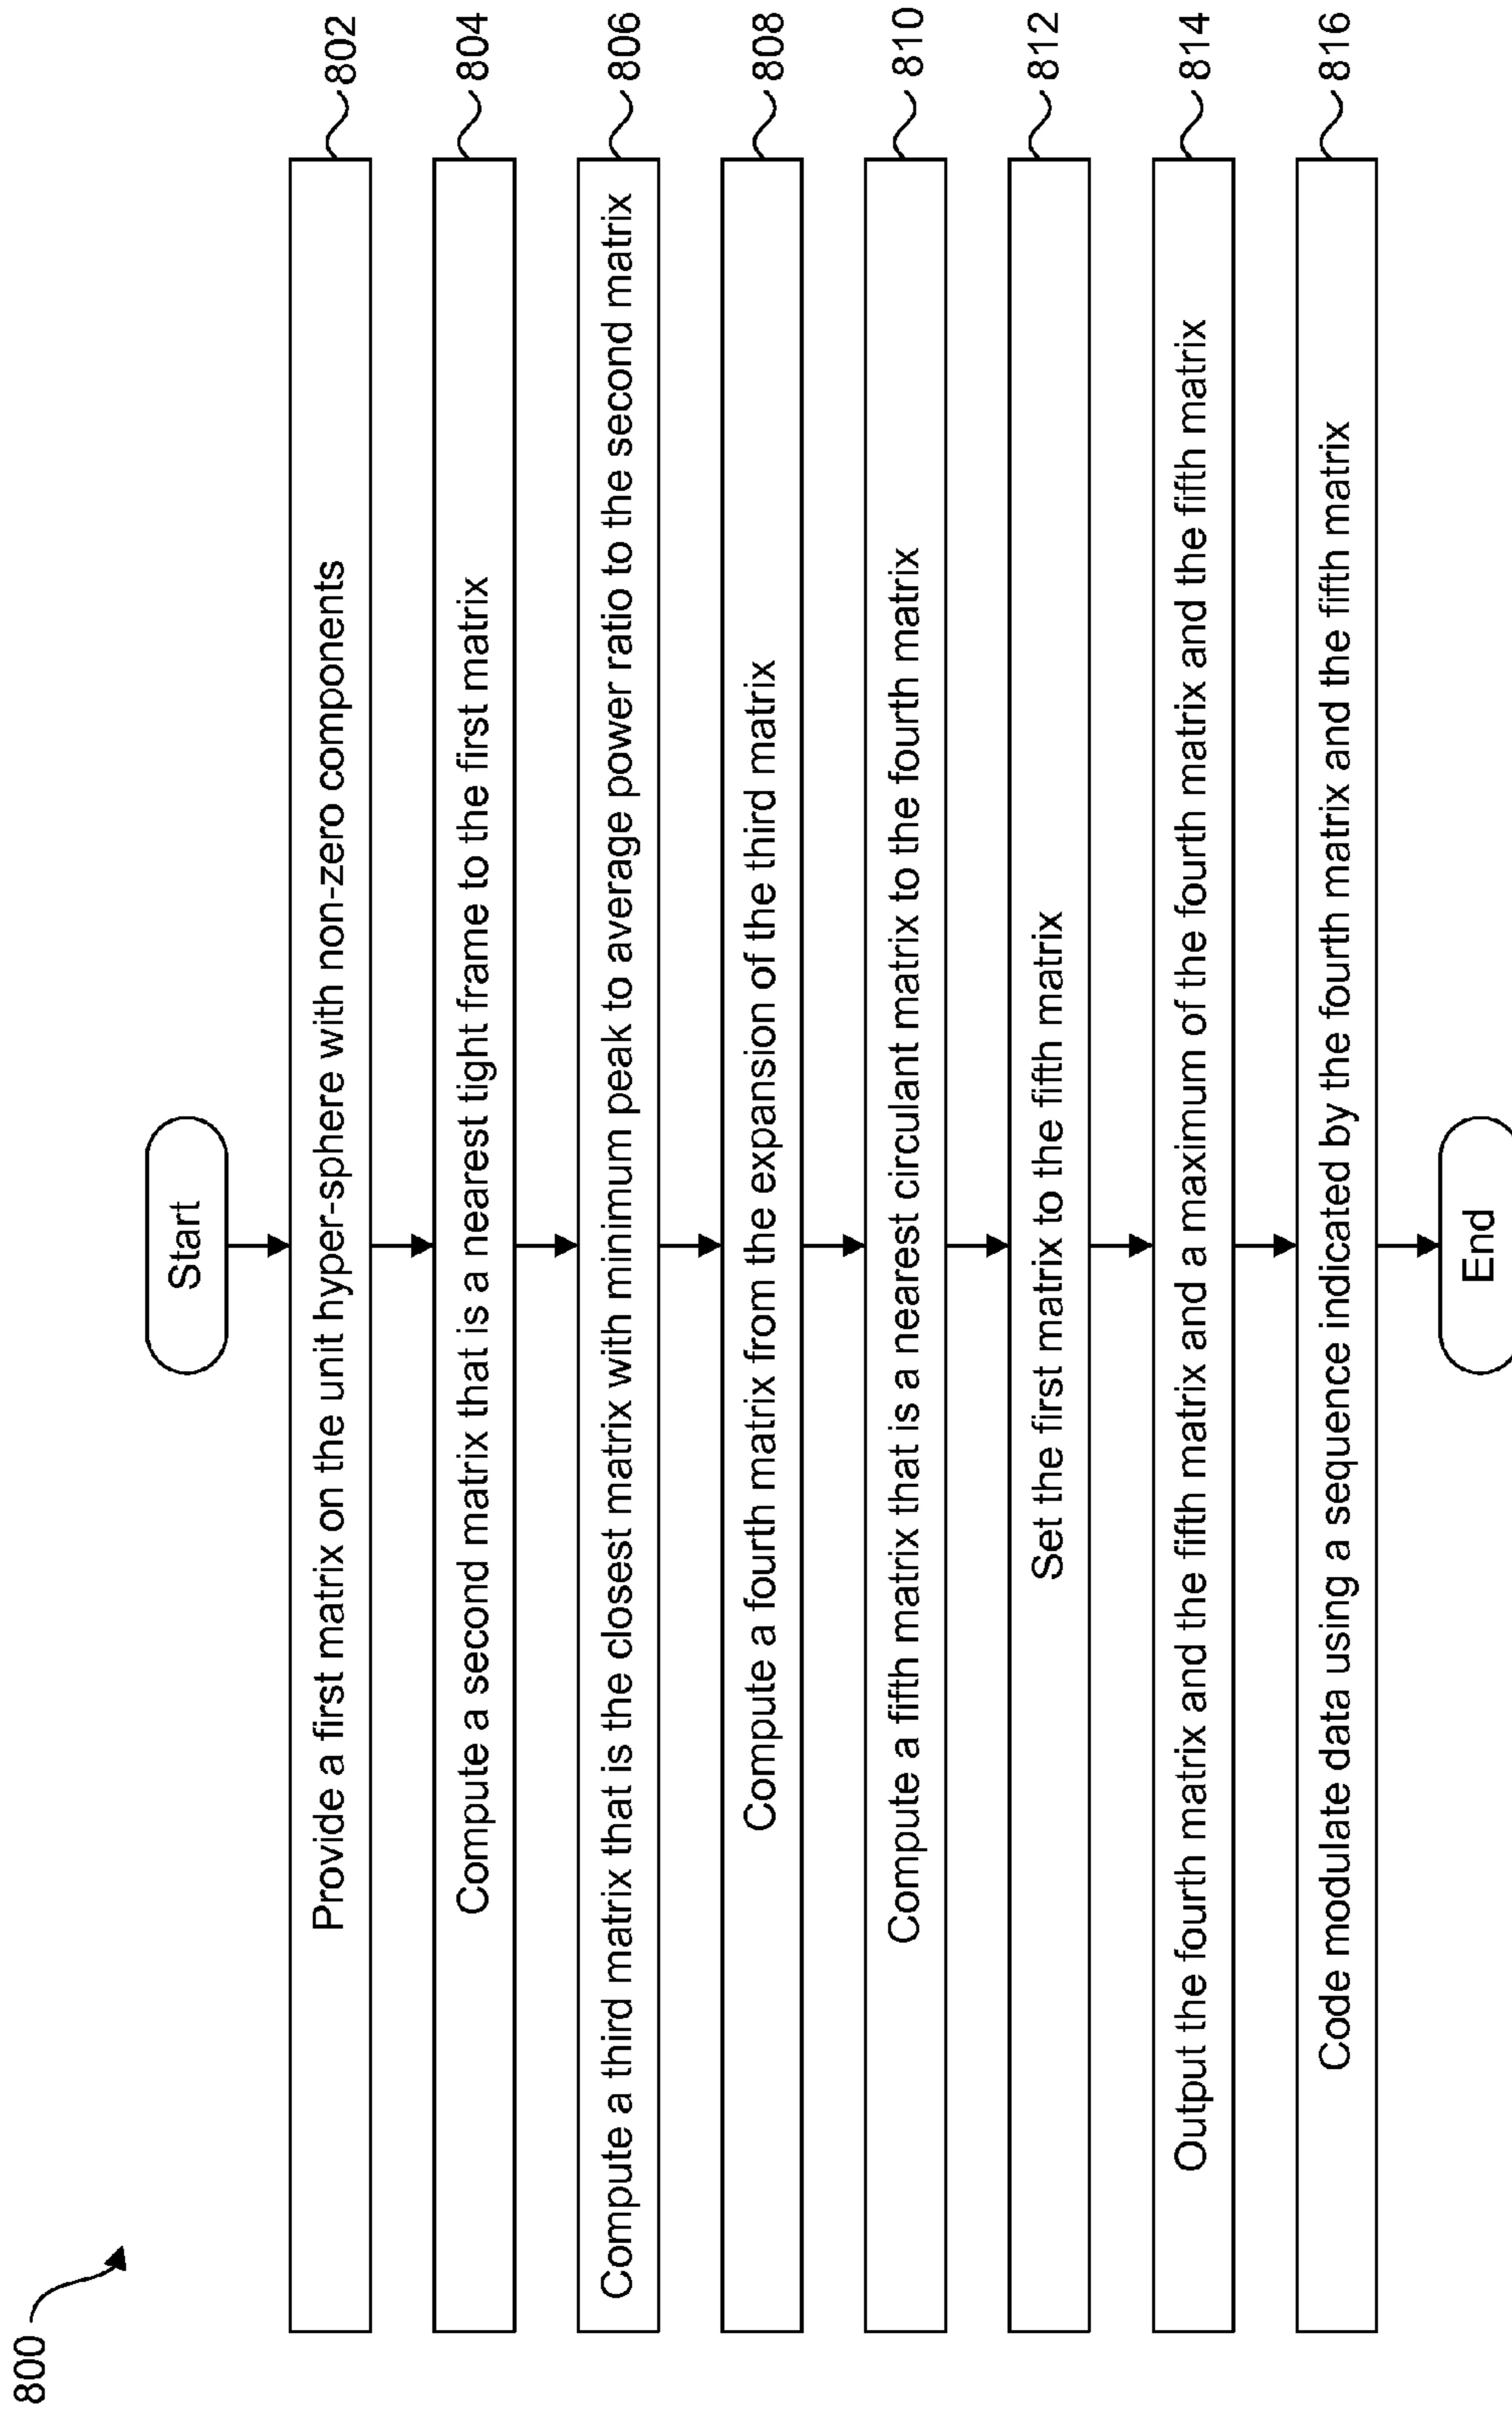 800
Start
Provide a first matrix on the unit hyper-sphere with non-zero components
802
Compute a second matrix that is a nearest tight frame to the first matrix
804
Compute a third matrix that is the closest matrix with minimum peak to average power ratio to the second matrix
806
Compute a fourth matrix from the expansion of the third matrix
808
Compute a fifth matrix that is a nearest circulant matrix to the fourth matrix
810
Set the first matrix to the fifth matrix
812
Output the fourth matrix and the fifth matrix and a maximum of the fourth matrix and the fifth matrix
814
Code modulate data using a sequence indicated by the fourth matrix and the fifth matrix
816
End